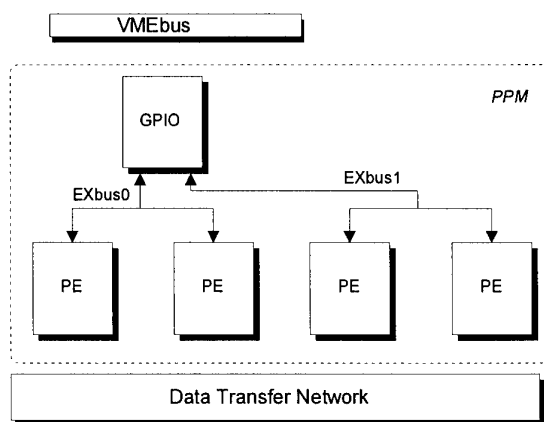 VMEbus
PPM
GPIO
EXbus0
EXbus1
PE
PE
PE
PE
Data Transfer Network